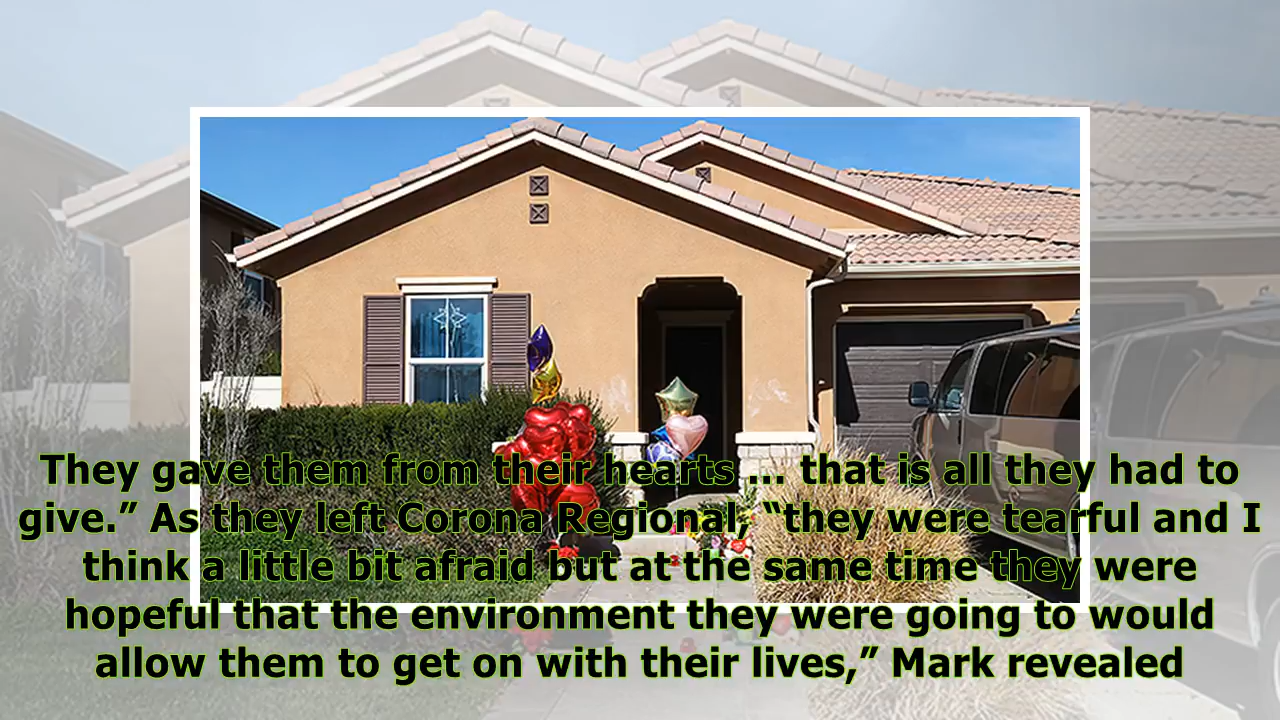 They gave them from their hearts ... that is all they had to
give.” As they left Corona Regional, “they were tearful and I
think a little bit afraid but at the same time they were
hopeful that the environment they were going to would
allow them to get on with their lives,” Mark revealed